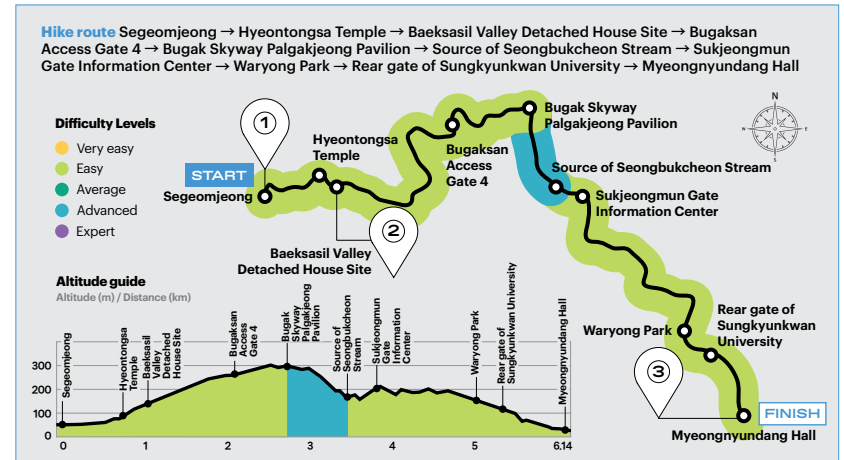 Hike route Segeomjeong → Hyeontongsa Temple → Baeksasil Valley Detached House Site → Bugaksan
Access Gate 4 → Bugak Skyway Palgakjeong Pavilion → Source of Seongbukcheon Stream → Sukjeongmun
Gate Information Center → Waryong Park → Rear gate of Sungkyunkwan University → Myeongnyundang Hall
Difficulty Levels
Very easy
Easy
Average
Advanced
Expert
1
START
Segeomjeong
Hyeontongsa
Temple
2
Baeksasil Valley
Detached House Site
Bugaksan
Access
Gate 4
Bugak Skyway
Palgakjeong Pavilion
Source of Seongbukcheon Stream
Sukjeongmun Gate
Information Center
N
E
S
W
Waryong Park
Rear gate of
Sungkyunkwan
University
3
FINISH
Myeongnyundang Hall
Altitude guide
Altitude (m) / Distance (km)
300
200
100
0
Segeomjeong
Hyeontongsa
Temple
Baeksasil
Valley
Detached
House Site
Bugaksan
Access
Gate 4
Bugak
Skyway
Palgakjeong
Pavilion
Source of
Seongbukcheon
Stream
Sukjeongmun
Gate
Information
Center
Waryong Park
Rear gate of
Sungkyunkwan University
Myeongnyundang Hall
0
1
2
3
4
5
6.14